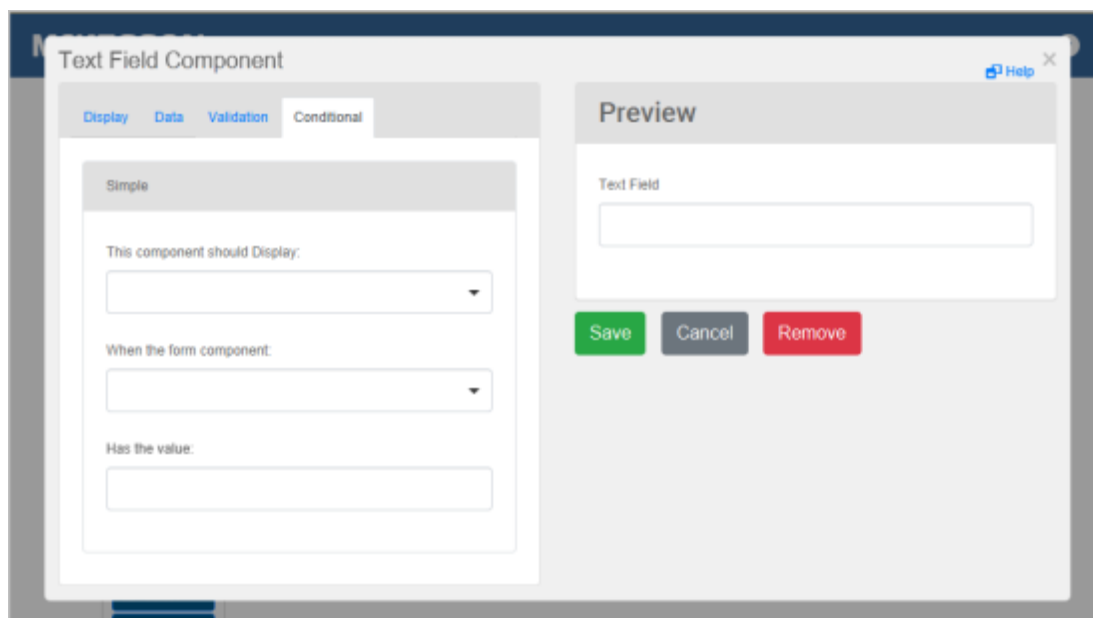 Text Field Component
Help
Display Data Validation Conditional
Simple
This component should Display:
When the form component:
Has the value:
Preview
Text Field
Save Cancel Remove